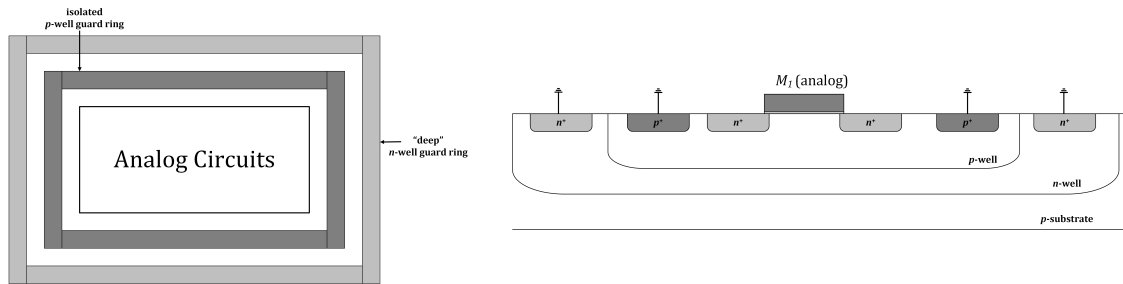 isolated
p-well guard ring
Analog Circuits
"deep"
n-well guard ring
M1 (analog)
n+
p+
n+
n+
p+
n+
p-well
n-well
p-substrate